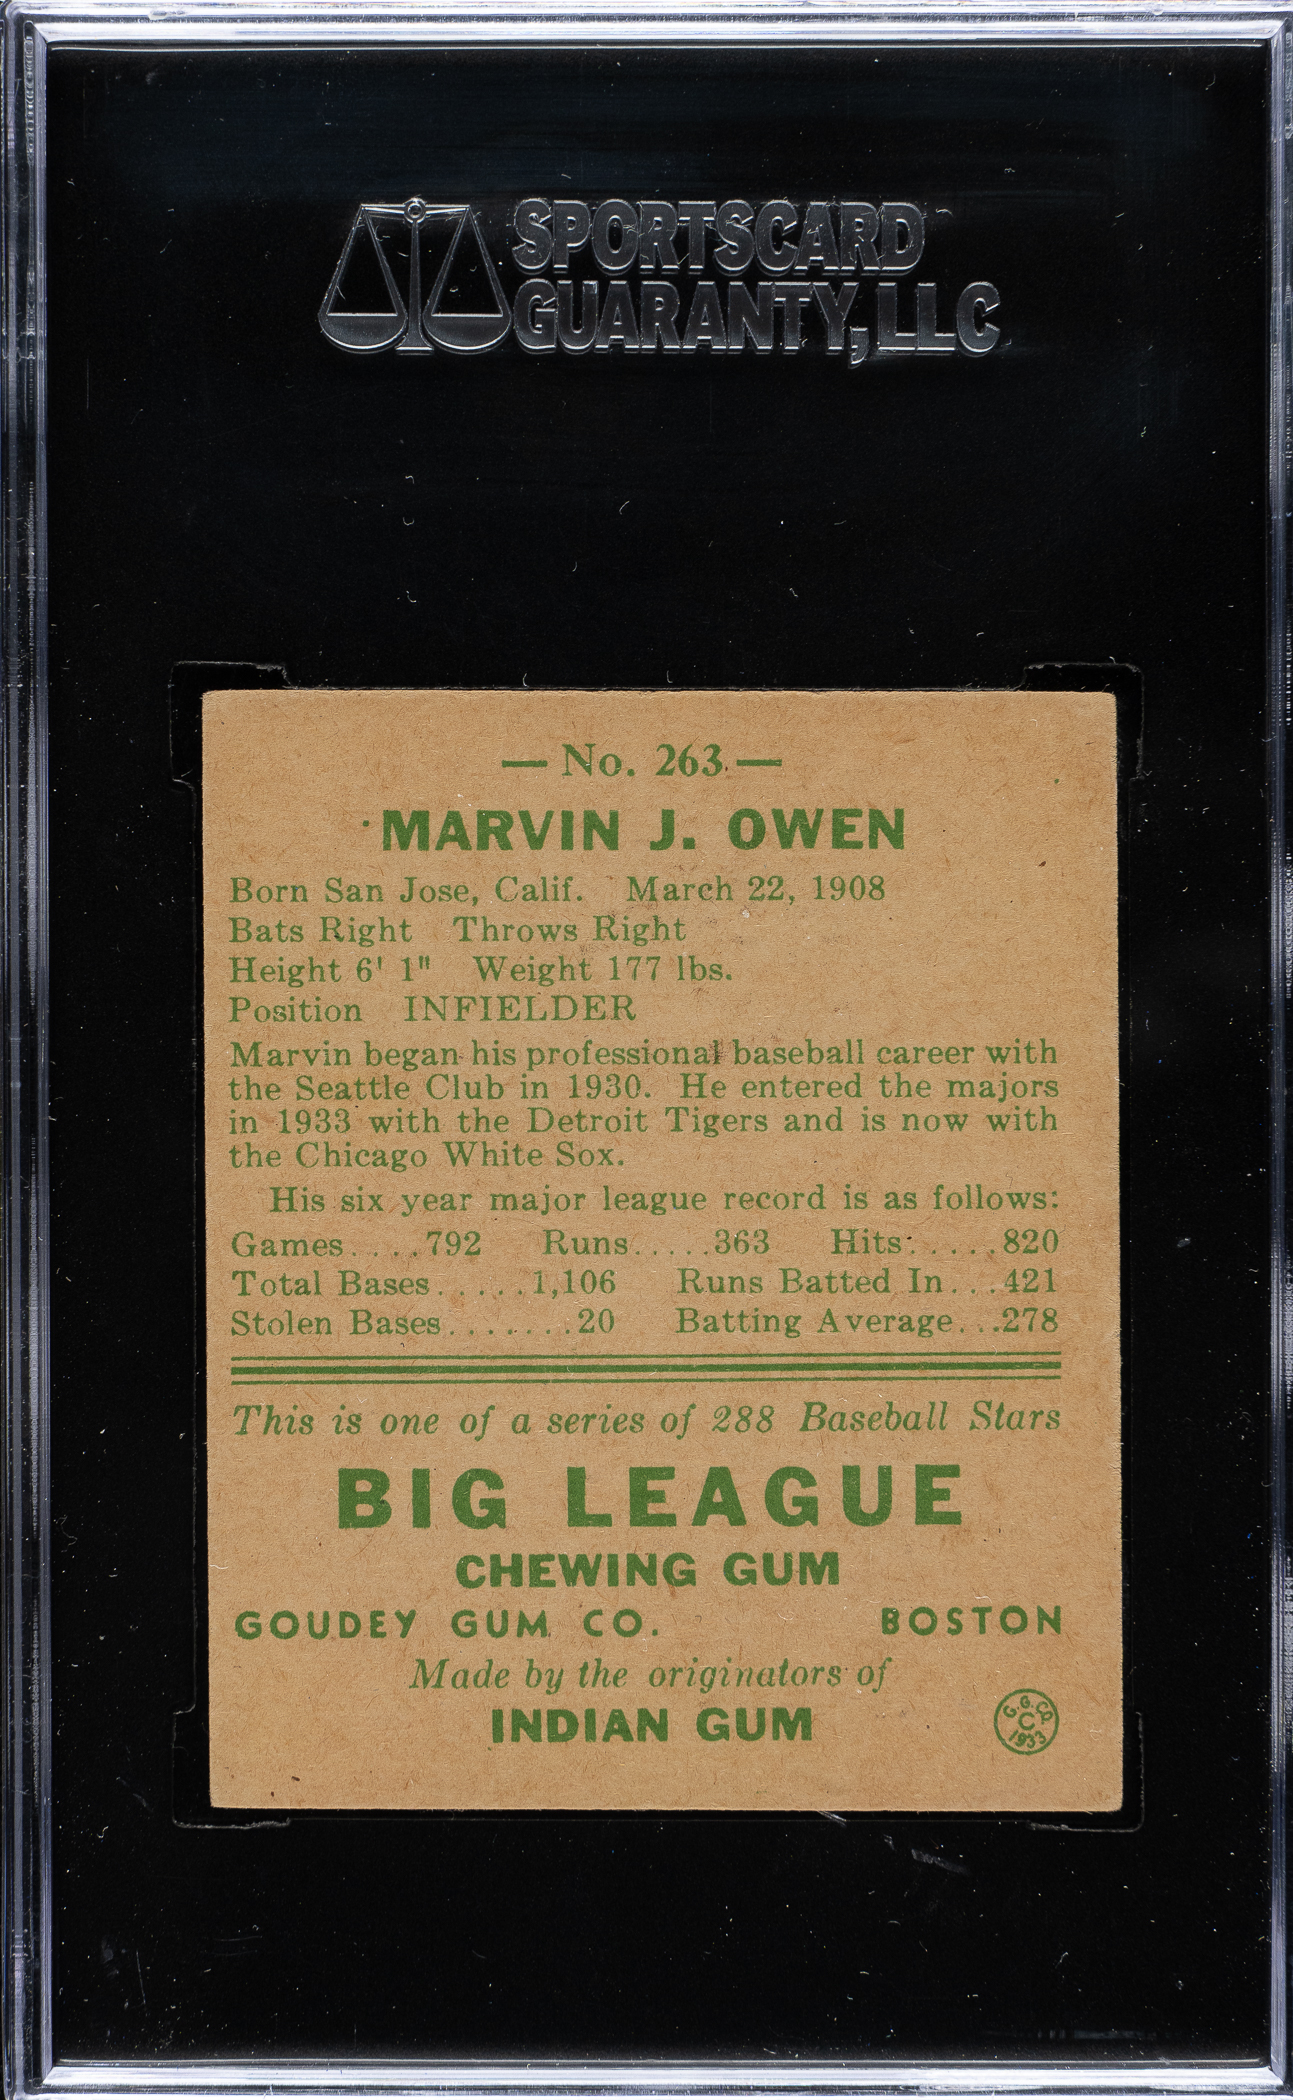 SPORTSCARD
GUARANTY, LLC
— No. 263 —
MARVIN J. OWEN
Born San Jose, Calif. March 22, 1908
Bats Right Throws Right
Height 6' 1" Weight 177 lbs.
Position INFIELDER
Marvin began his professional baseball career with
the Seattle Club in 1930. He entered the majors
in 1933 with the Detroit Tigers and is now with
the Chicago White Sox.
His six year major league record is as follows:
Games....792 Runs.....363 Hits.....820
Total Bases.....1,106 Runs Batted In...421
Stolen Bases.......20 Batting Average...278
This is one of a series of 288 Baseball Stars
BIG LEAGUE
CHEWING GUM
GOUDEY GUM CO. BOSTON
Made by the originators of
INDIAN GUM
G. G. Co.
C
1933